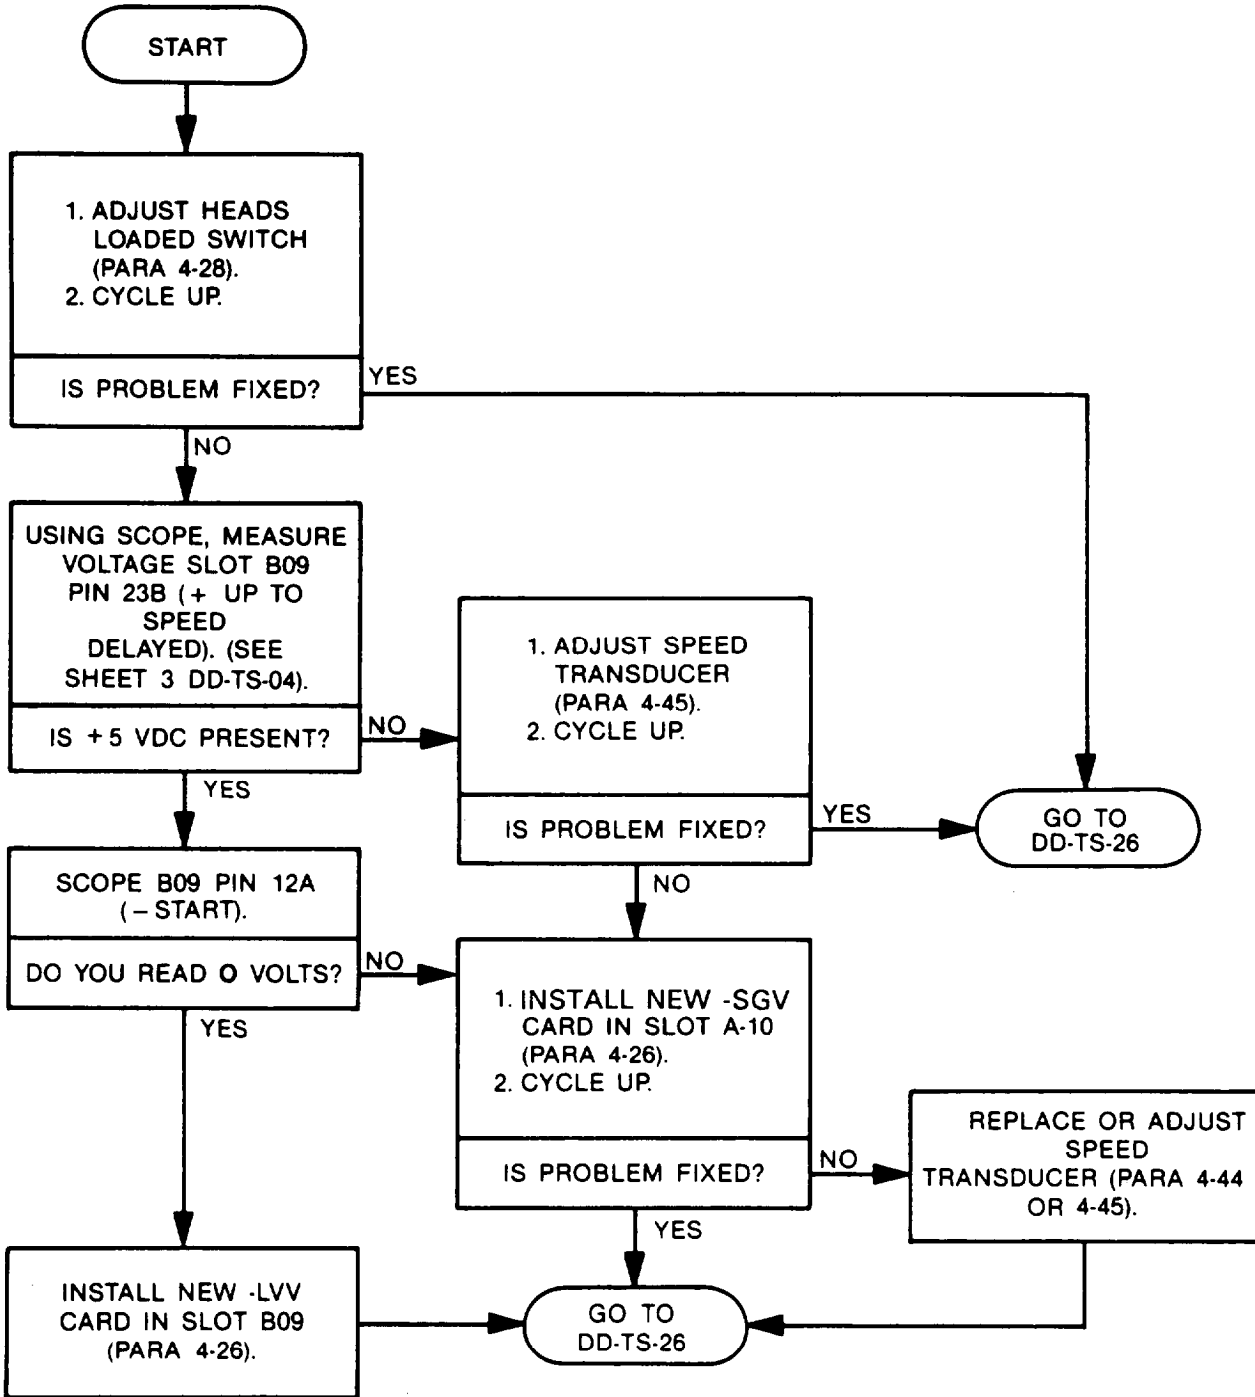 START
1. ADJUST HEADS
LOADED SWITCH
(PARA 4-28).
2. CYCLE UP.
IS PROBLEM FIXED?
YES
NO
USING SCOPE, MEASURE
VOLTAGE SLOT B09
PIN 23B (+ UP TO
SPEED
DELAYED). (SEE
SHEET 3 DD-TS-04).
IS +5 VDC PRESENT?
NO
YES
1. ADJUST SPEED
TRANSDUCER
(PARA 4-45).
2. CYCLE UP.
IS PROBLEM FIXED?
YES
NO
GO TO
DD-TS-26
SCOPE B09 PIN 12A
(– START).
DO YOU READ O VOLTS?
NO
YES
1. INSTALL NEW -SGV
CARD IN SLOT A-10
(PARA 4-26).
2. CYCLE UP.
IS PROBLEM FIXED?
NO
YES
REPLACE OR ADJUST
SPEED
TRANSDUCER (PARA 4-44
OR 4-45).
INSTALL NEW -LVV
CARD IN SLOT B09
(PARA 4-26).
GO TO
DD-TS-26